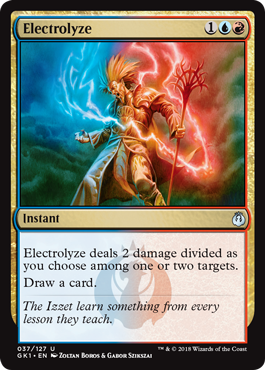 Electrolyze 1
Instant
Electrolyze deals 2 damage divided as
you choose among one or two targets.
Draw a card.
The Izzet learn something from every
lesson they teach.
037/127 U
GK1 • EN ZOLTAN BOROS & GABOR SZIKSZAI
™ & © 2018 Wizards of the Coast